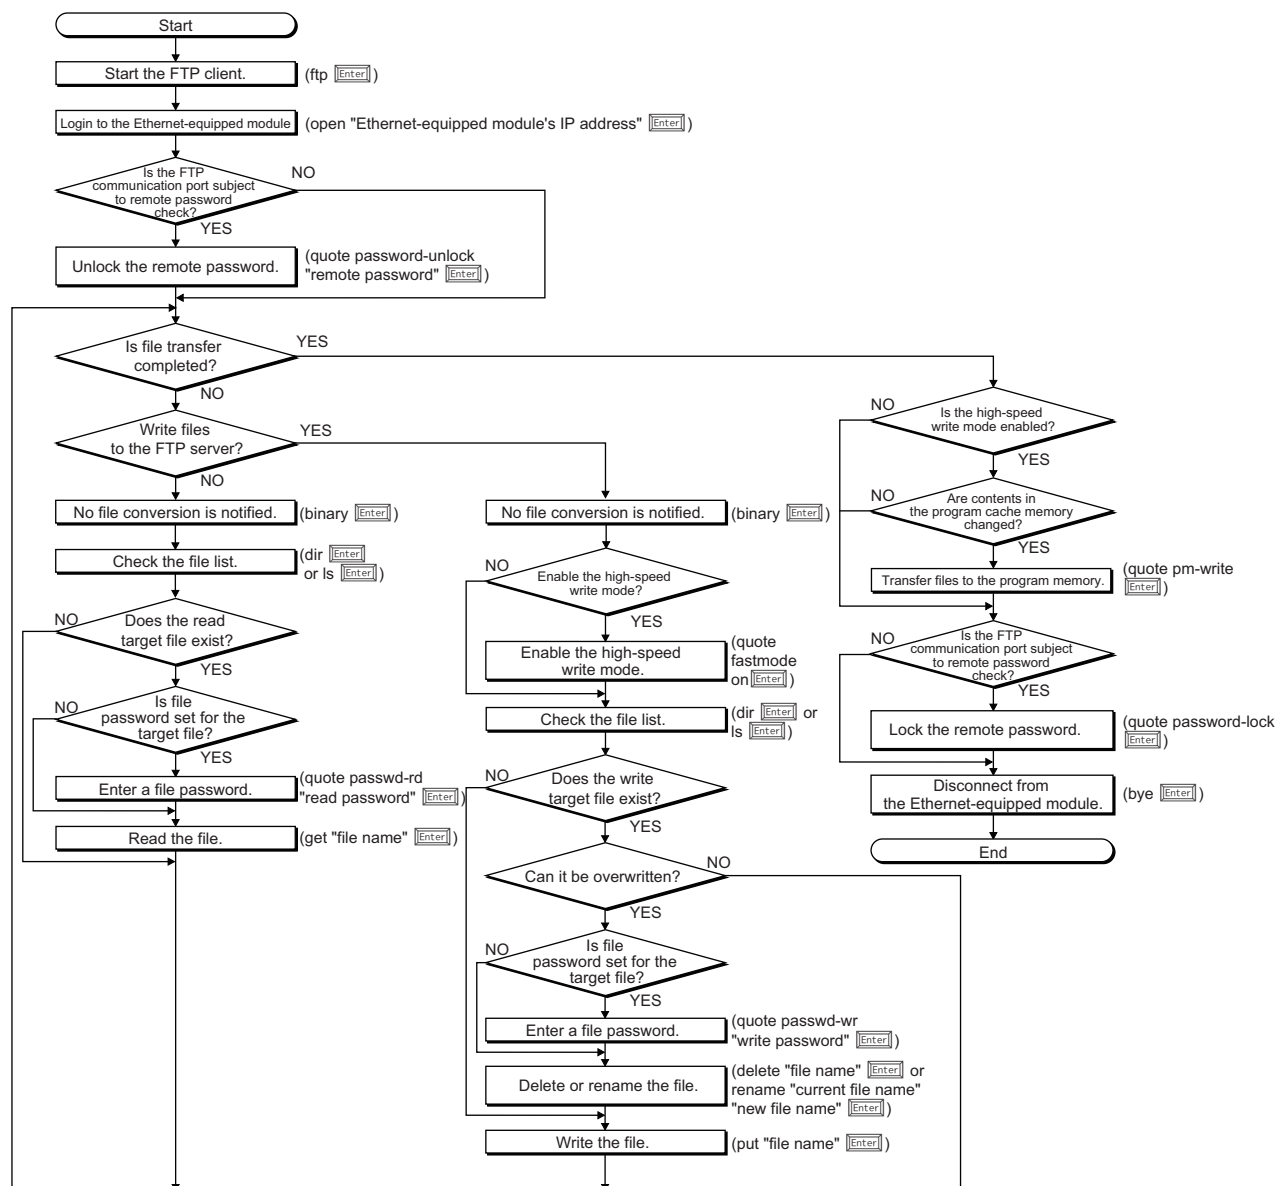 Start
Start the FTP client.
(ftp Enter)
Login to the Ethernet-equipped module
(open "Ethernet-equipped module's IP address" Enter)
Is the FTP
communication port subject
to remote password
check?
NO
YES
Unlock the remote password.
(quote password-unlock
"remote password" Enter)
Is file transfer
completed?
YES
NO
Write files
to the FTP server?
YES
NO
No file conversion is notified.
(binary Enter)
Check the file list.
(dir Enter
or ls Enter)
NO
Does the read
target file exist?
YES
NO
Is file
password set for the
target file?
YES
Enter a file password.
(quote passwd-rd
"read password" Enter)
Read the file.
(get "file name" Enter)
No file conversion is notified.
(binary Enter)
NO
Enable the high-speed
write mode?
YES
Enable the high-speed
write mode.
(quote
fastmode
on Enter)
Check the file list.
(dir Enter or
ls Enter)
NO
Does the write
target file exist?
YES
Can it be overwritten?
NO
YES
NO
Is file
password set for the
target file?
YES
Enter a file password.
(quote passwd-wr
"write password" Enter)
Delete or rename the file.
(delete "file name" Enter or
rename "current file name"
"new file name" Enter)
Write the file.
(put "file name" Enter)
NO
Is the high-speed
write mode enabled?
YES
NO
Are contents in
the program cache memory
changed?
YES
Transfer files to the program memory.
(quote pm-write
Enter)
NO
Is the FTP
communication port subject
to remote password
check?
YES
Lock the remote password.
(quote password-lock
Enter)
Disconnect from
the Ethernet-equipped module.
(bye Enter)
End